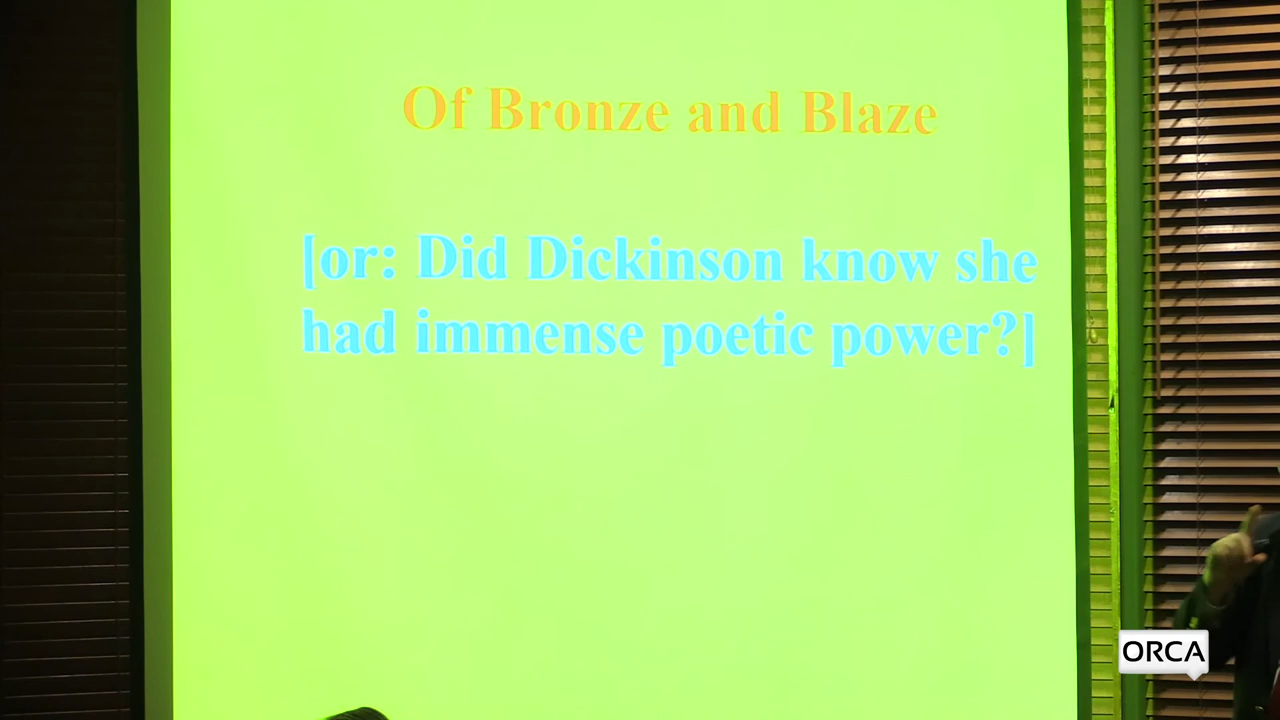 Of Bronze and Blaze
[or: Did Dickinson know she
had immense poetic power?]
ORCA